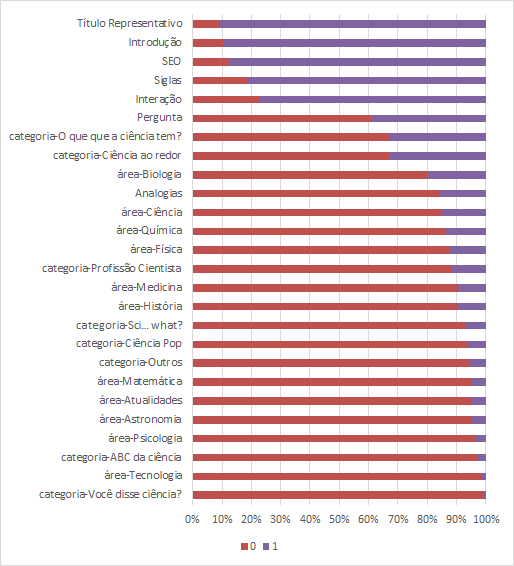 Título Representativo
Introdução
SEO
Siglas
Interação
Pergunta
categoria-O que que a ciência tem?
categoria-Ciência ao redor
área-Biologia
Analogias
área-Ciência
área-Química
área-Física
categoria-Profissão Cientista
área-Medicina
área-História
categoria-Sci... what?
categoria-Ciência Pop
categoria-Outros
área-Matemática
área-Atualidades
área-Astronomia
área-Psicologia
categoria-ABC da ciência
área-Tecnologia
categoria-Você disse ciência?
0% 10% 20% 30% 40% 50% 60% 70% 80% 90% 100%
0 1